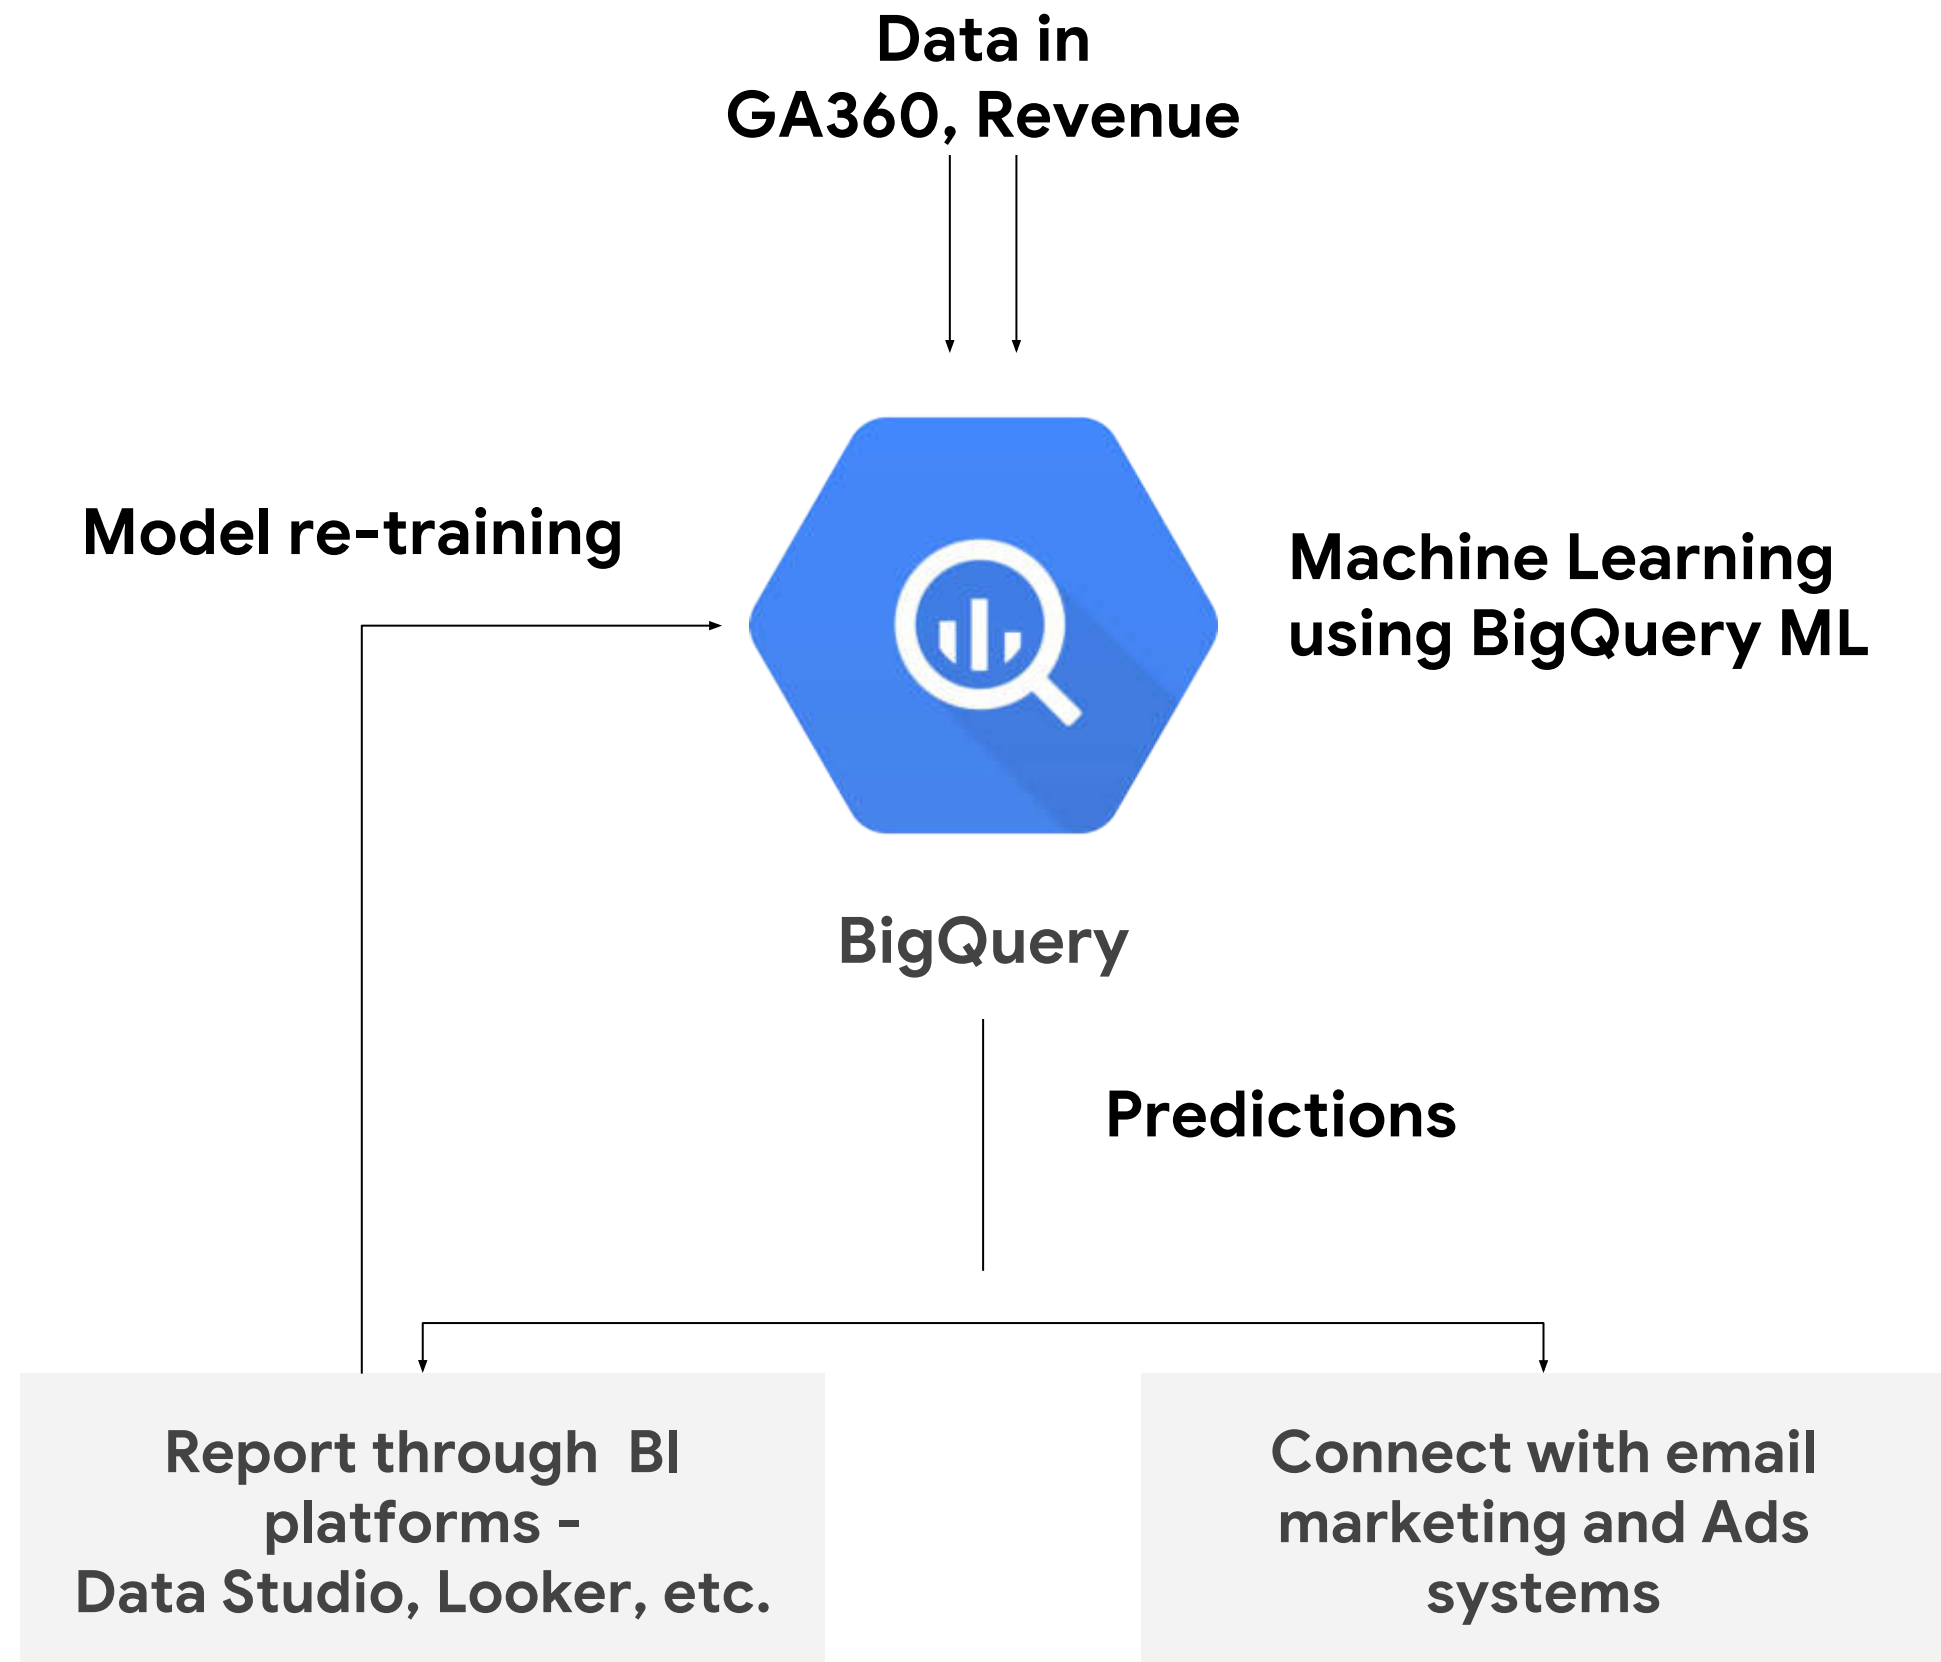 Data in
GA360, Revenue
Model re-training
Machine Learning
using BigQuery ML
BigQuery
Predictions
Report through  BI
platforms -
Data Studio, Looker, etc.
Connect with email
marketing and Ads
systems